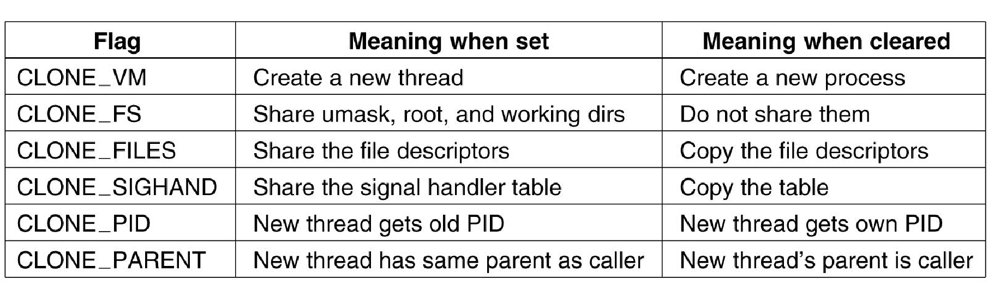 Flag Meaning when set Meaning when cleared
CLONE_VM Create a new thread Create a new process
CLONE_FS Share umask, root, and working dirs Do not share them
CLONE_FILES Share the file descriptors Copy the file descriptors
CLONE_SIGHAND Share the signal handler table Copy the table
CLONE_PID New thread gets old PID New thread gets own PID
CLONE_PARENT New thread has same parent as caller New thread’s parent is caller